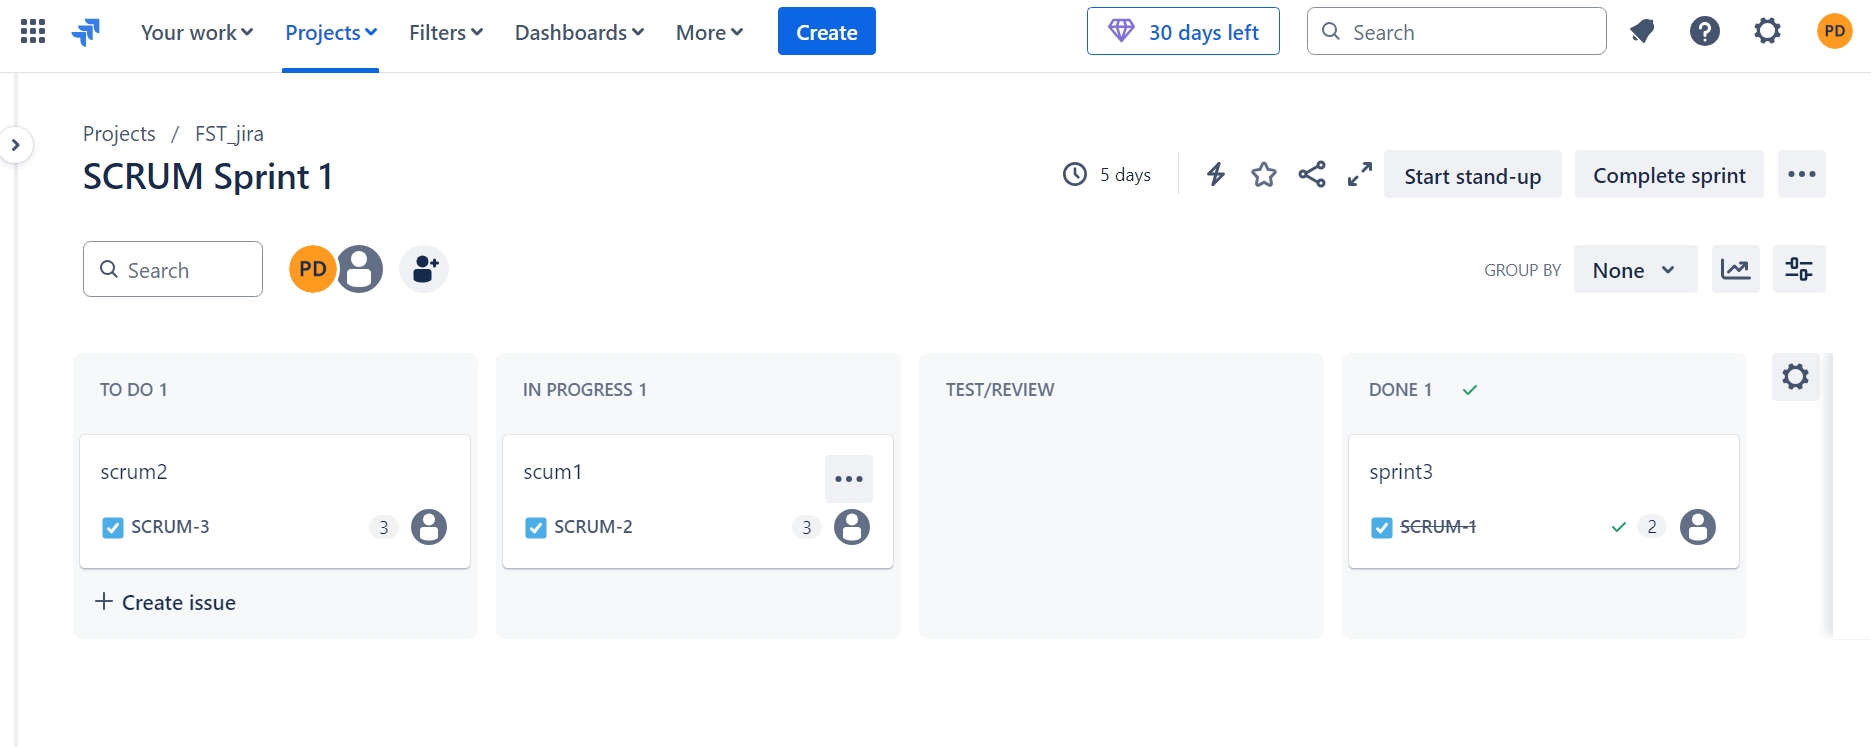 Your work Projects Filters Dashboards More Create 30 days left Search PD
Projects / FST_jira
SCRUM Sprint 1
5 days Start stand-up Complete sprint
Search PD GROUP BY None
TO DO 1 IN PROGRESS 1 TEST/REVIEW DONE 1
scrum2 scum1 sprint3
SCRUM-3 3 SCRUM-2 3 SCRUM-1 2
+ Create issue